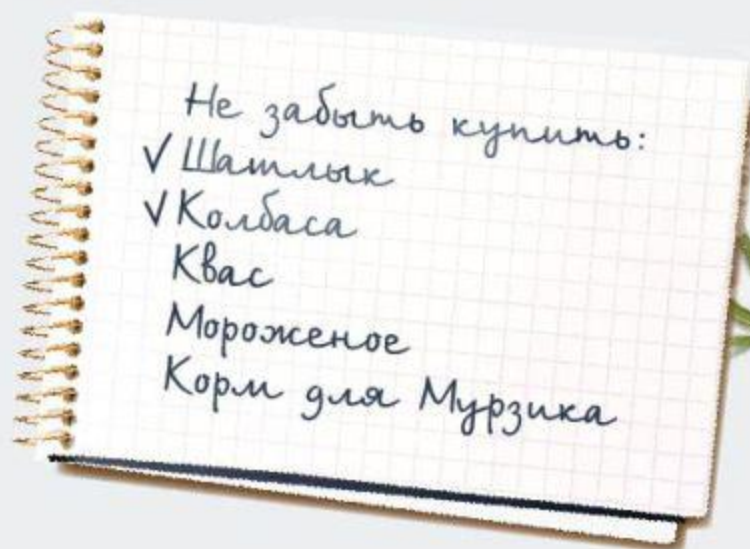 Не забыть купить:
✓ Шашлык
✓ Колбаса
Квас
Мороженое
Корм для Мурзика